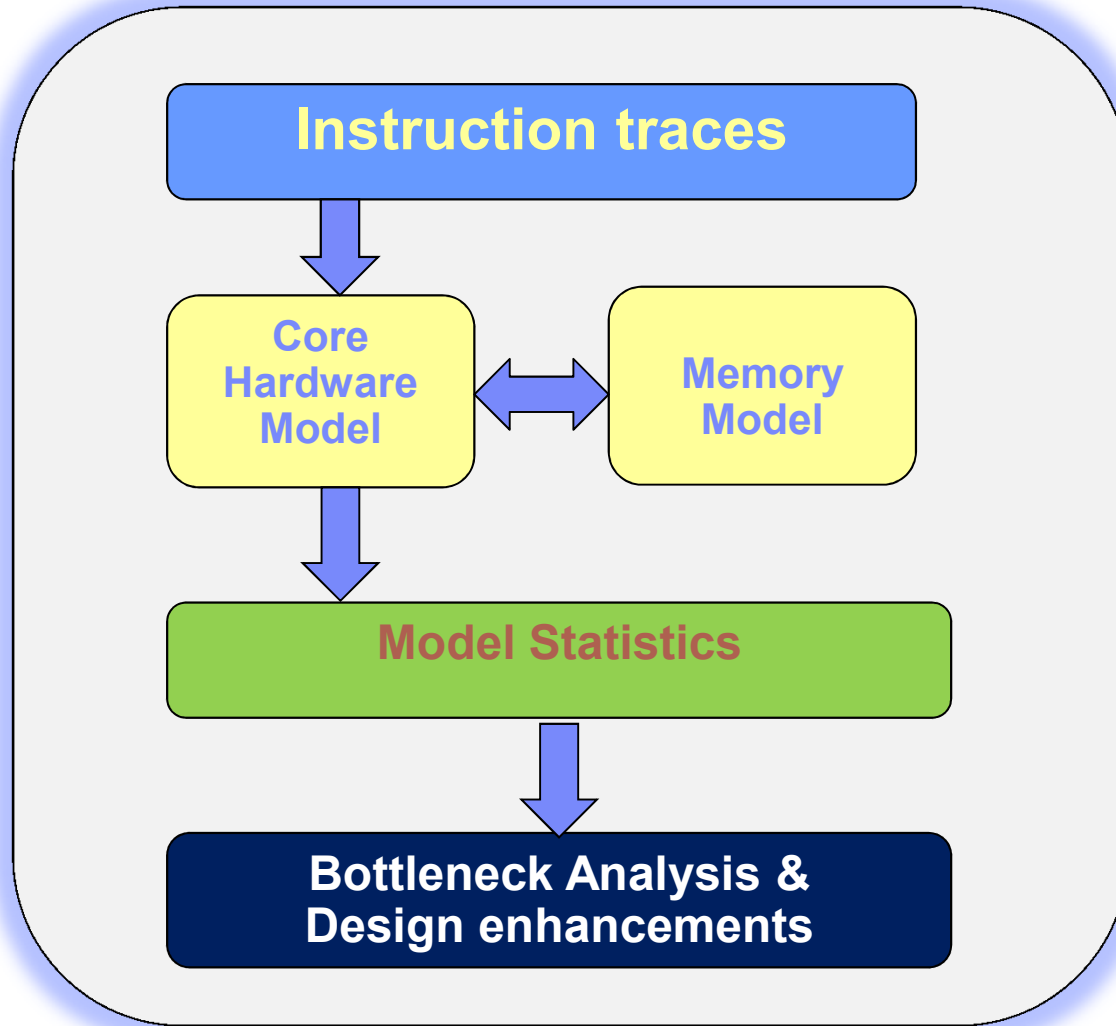 Instruction traces
Core
Hardware
Model
Memory
Model
Model Statistics
Bottleneck Analysis &
Design enhancements